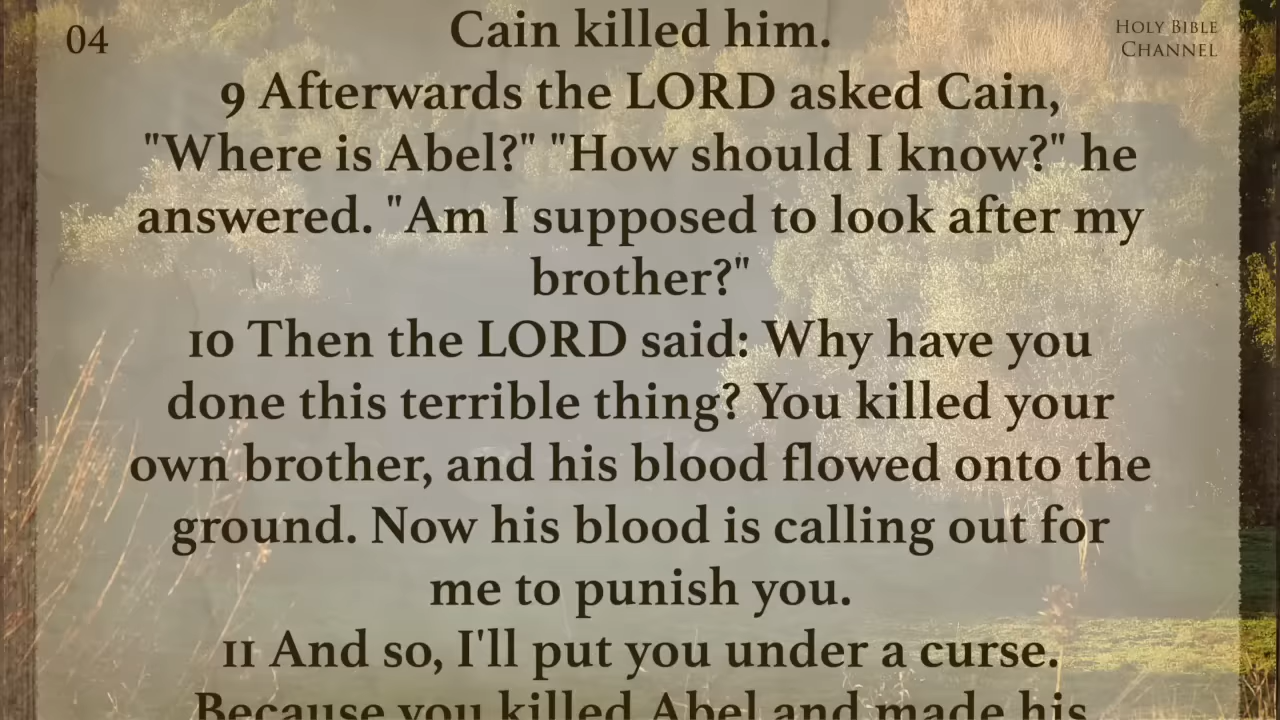 04
HOLY BIBLE
CHANNEL
Cain killed him.
9 Afterwards the LORD asked Cain,
"Where is Abel?" "How should I know?" he
answered. "Am I supposed to look after my
brother?"
10 Then the LORD said: Why have you
done this terrible thing? You killed your
own brother, and his blood flowed onto the
ground. Now his blood is calling out for
me to punish you.
11 And so, I'll put you under a curse.
Because you killed Abel and made his